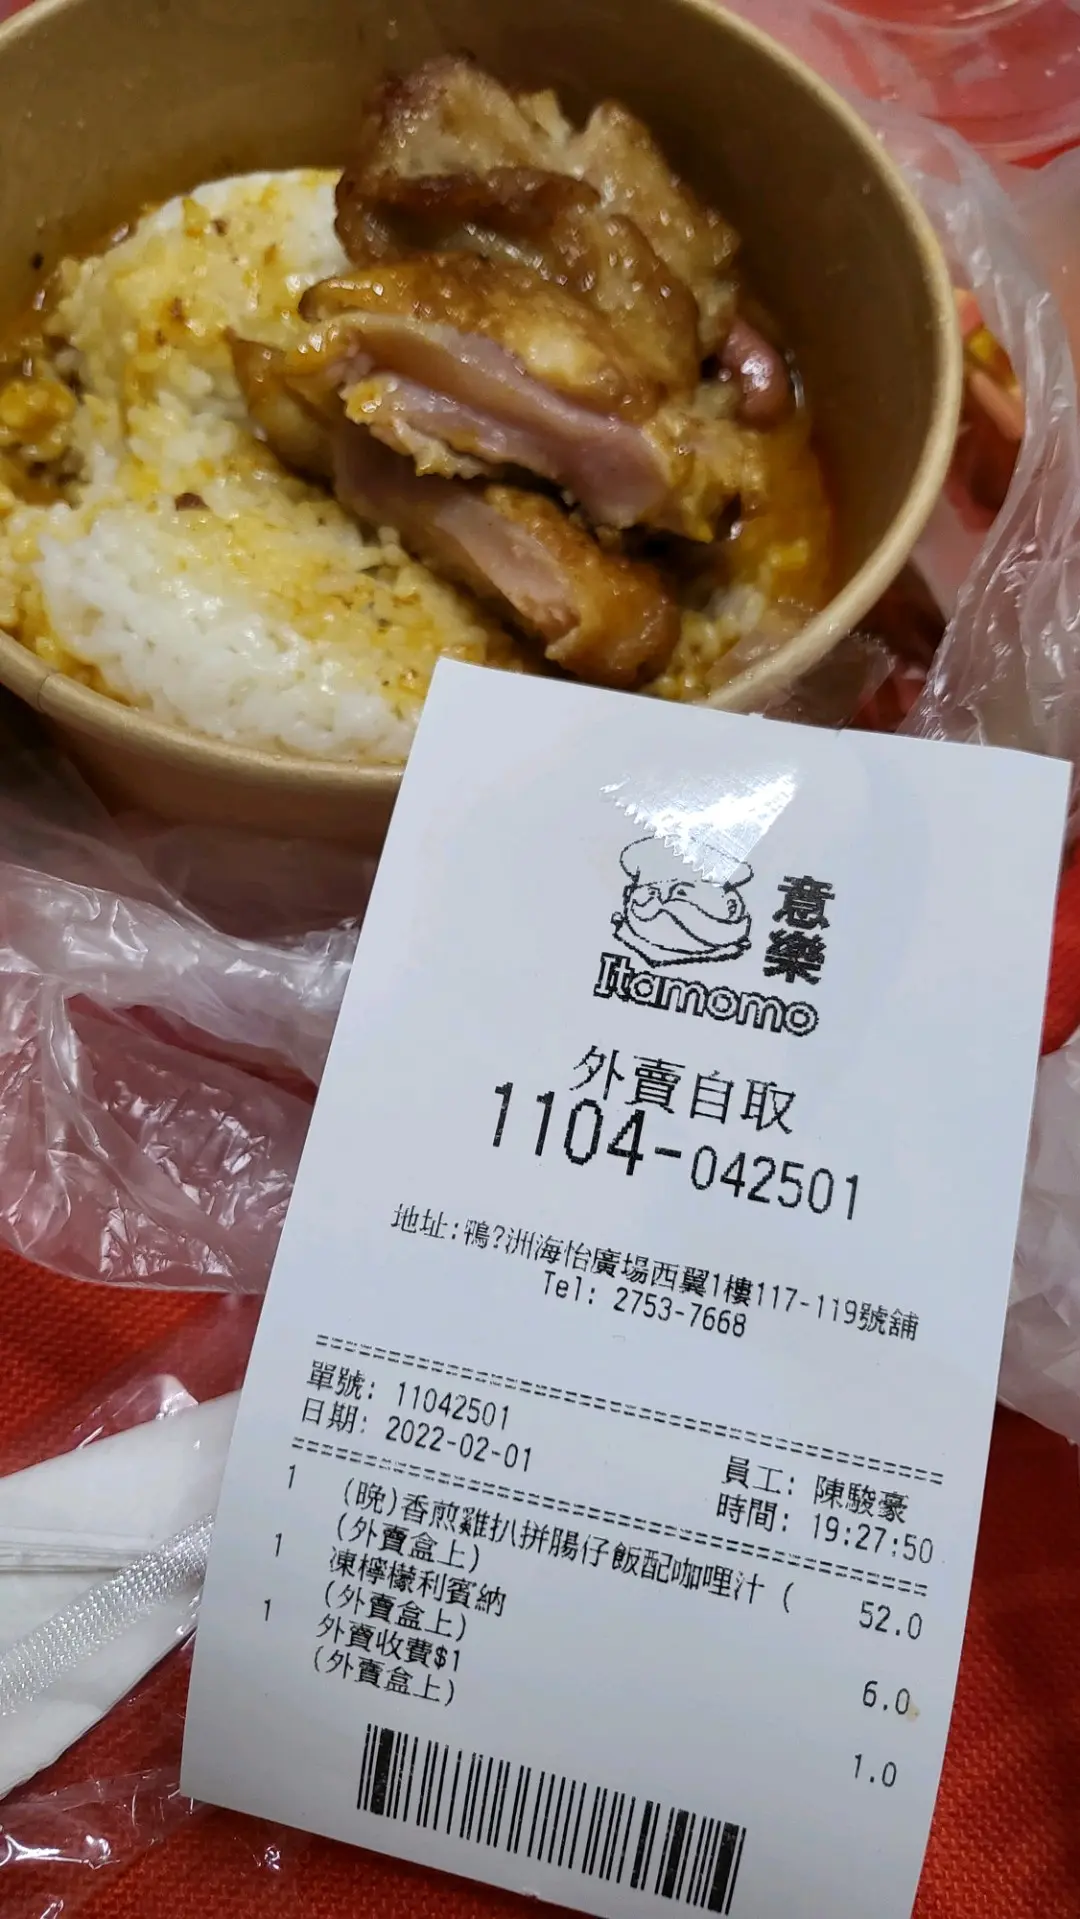 意樂
Itamomo
外賣自取
1104-042501
地址:鴨?洲海怡廣場西翼1樓117-119號舖
Tel: 2753-7668
單號: 11042501
員工: 陳駿豪
日期: 2022-02-01
時間: 19:27:50
1 (晚)香煎雞扒拼腸仔飯配咖哩汁 ( 52.0
(外賣盒上)
1 凍檸檬利賓納 6.0
(外賣盒上)
1 外賣收費$1 1.0
(外賣盒上)